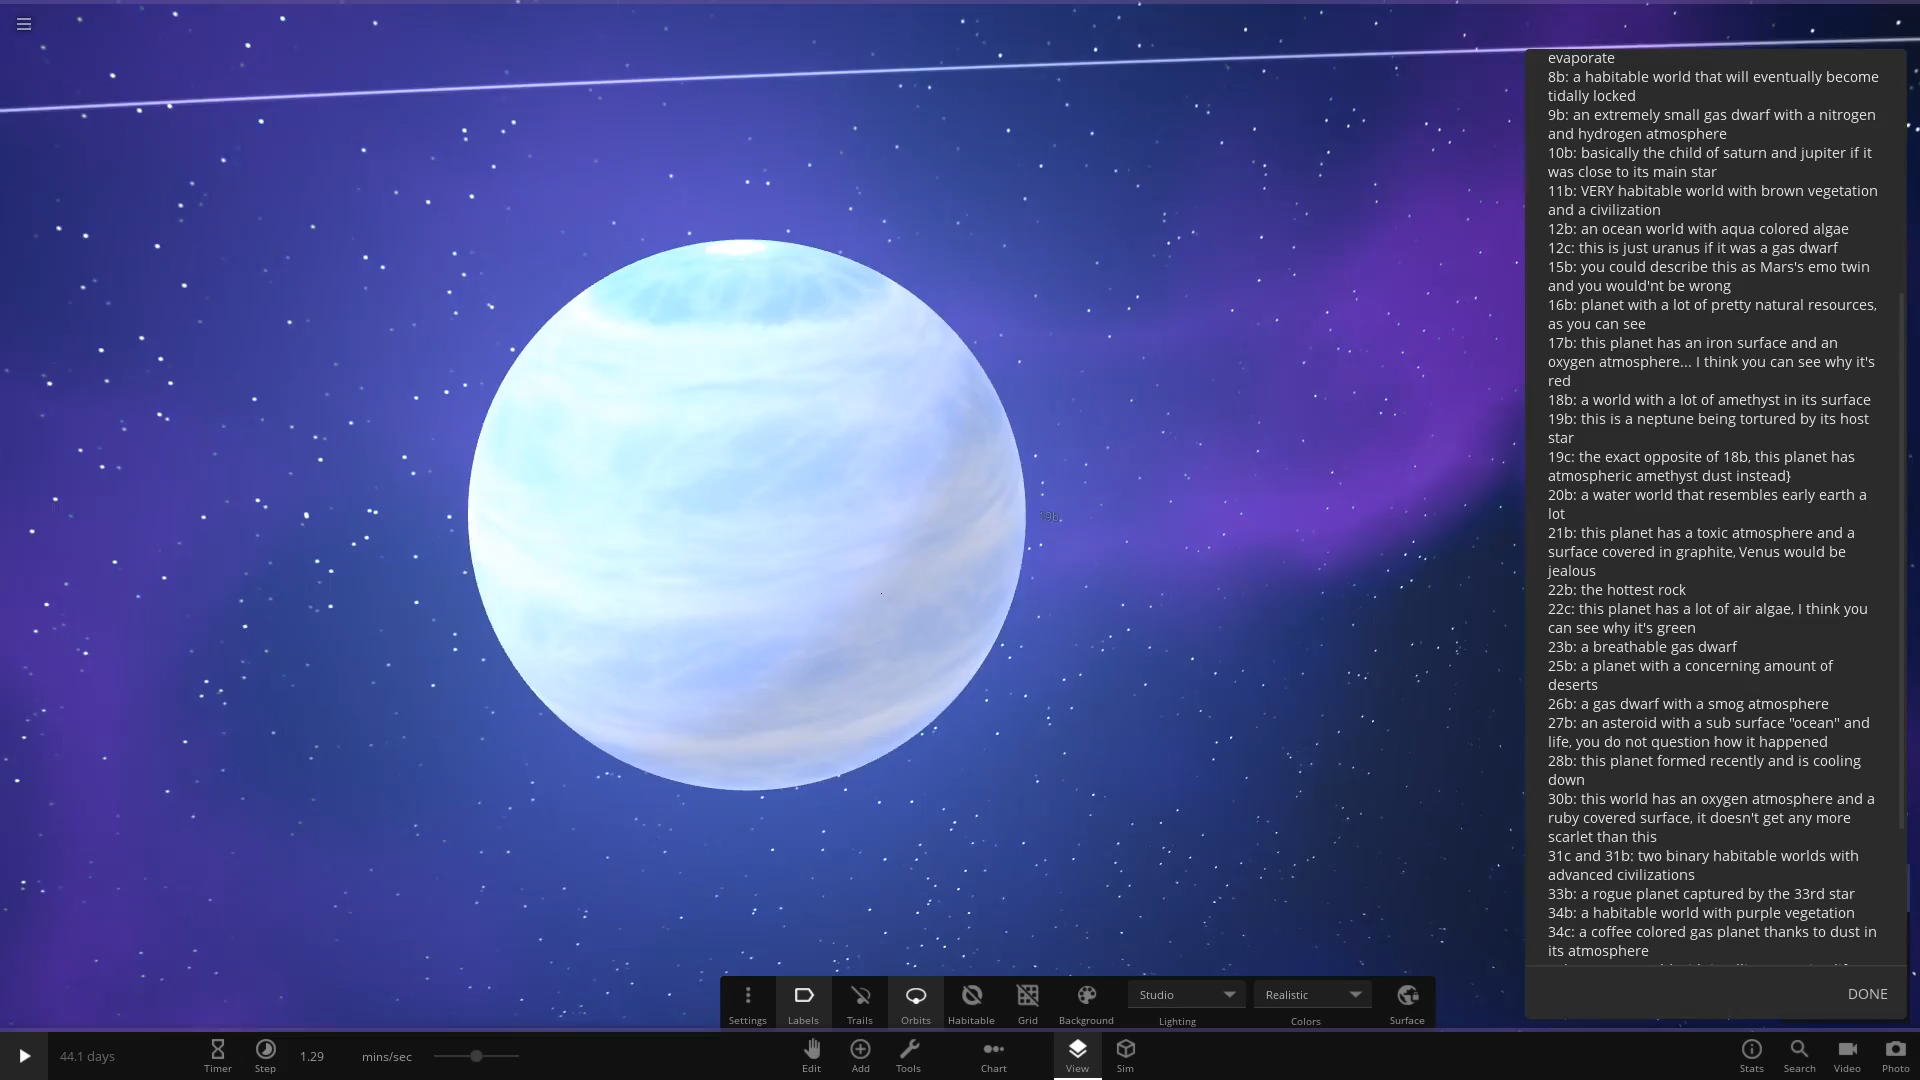 evaporate
8b: a habitable world that will eventually become
tidally locked
9b: an extremely small gas dwarf with a nitrogen
and hydrogen atmosphere
10b: basically the child of saturn and jupiter if it
was close to its main star
11b: VERY habitable world with brown vegetation
and a civilization
12b: an ocean world with aqua colored algae
12c: this is just uranus if it was a gas dwarf
15b: you could describe this as Mars's emo twin
and you would'nt be wrong
16b: planet with a lot of pretty natural resources,
as you can see
17b: this planet has an iron surface and an
oxygen atmosphere... I think you can see why it's
red
18b: a world with a lot of amethyst in its surface
19b: this is a neptune being tortured by its host
star
19c: the exact opposite of 18b, this planet has
atmospheric amethyst dust instead}
20b: a water world that resembles early earth a
lot
21b: this planet has a toxic atmosphere and a
surface covered in graphite, Venus would be
jealous
22b: the hottest rock
22c: this planet has a lot of air algae, I think you
can see why it's green
23b: a breathable gas dwarf
25b: a planet with a concerning amount of
deserts
26b: a gas dwarf with a smog atmosphere
27b: an asteroid with a sub surface "ocean" and
life, you do not question how it happened
28b: this planet formed recently and is cooling
down
30b: this world has an oxygen atmosphere and a
ruby covered surface, it doesn't get any more
scarlet than this
31c and 31b: two binary habitable worlds with
advanced civilizations
33b: a rogue planet captured by the 33rd star
34b: a habitable world with purple vegetation
34c: a coffee colored gas planet thanks to dust in
its atmosphere
DONE
19b
Settings
Labels
Trails
Orbits
Habitable
Grid
Background
Studio
Lighting
Realistic
Colors
Surface
44.1 days
Timer
Step
1.29
mins/sec
Edit
Add
Tools
Chart
View
Sim
Stats
Search
Video
Photo